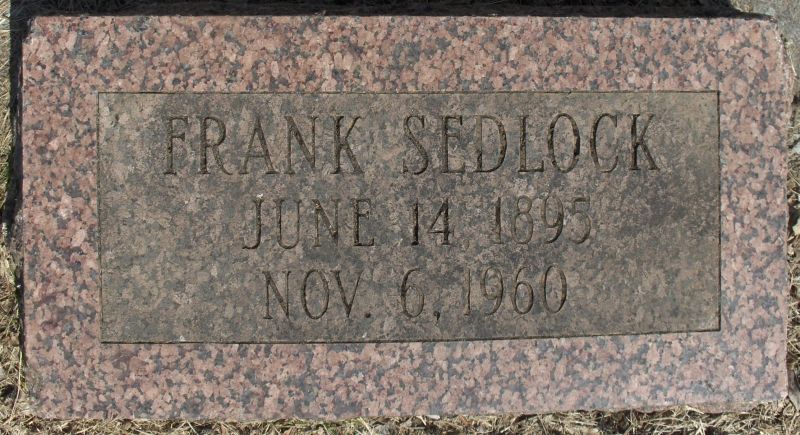 FRANK SEDLOCK
JUNE 14 1895
NOV. 6, 1960